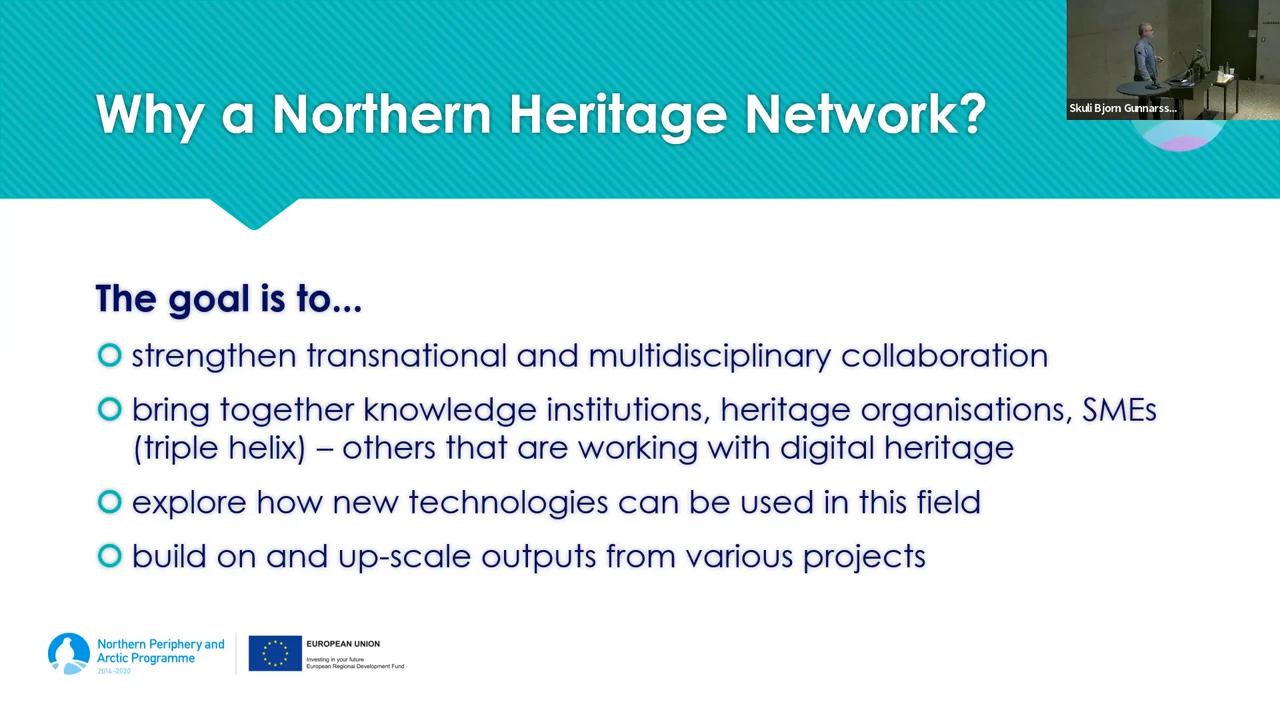 Why a Northern Heritage Network?
Skuli Bjorn Gunnarss...
The goal is to...
strengthen transnational and multidisciplinary collaboration
bring together knowledge institutions, heritage organisations, SMEs
(triple helix) – others that are working with digital heritage
explore how new technologies can be used in this field
build on and up-scale outputs from various projects
Northern Periphery and
Arctic Programme
2014–2020
EUROPEAN UNION
Investing in your future
European Regional Development Fund